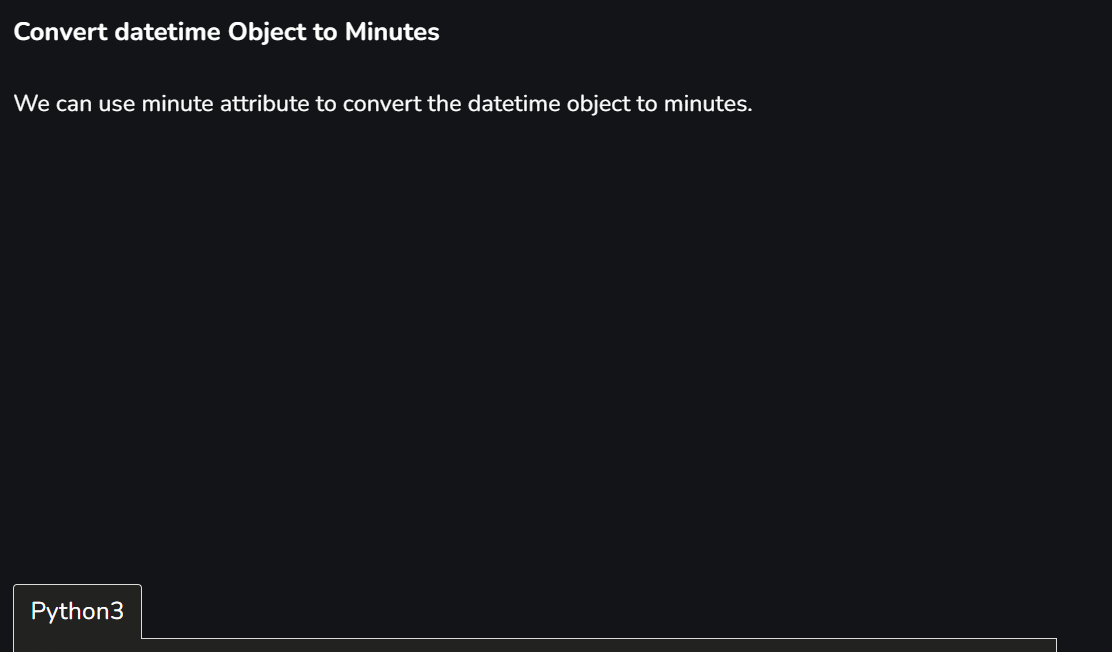 Convert datetime Object to Minutes
We can use minute attribute to convert the datetime object to minutes.
Python3